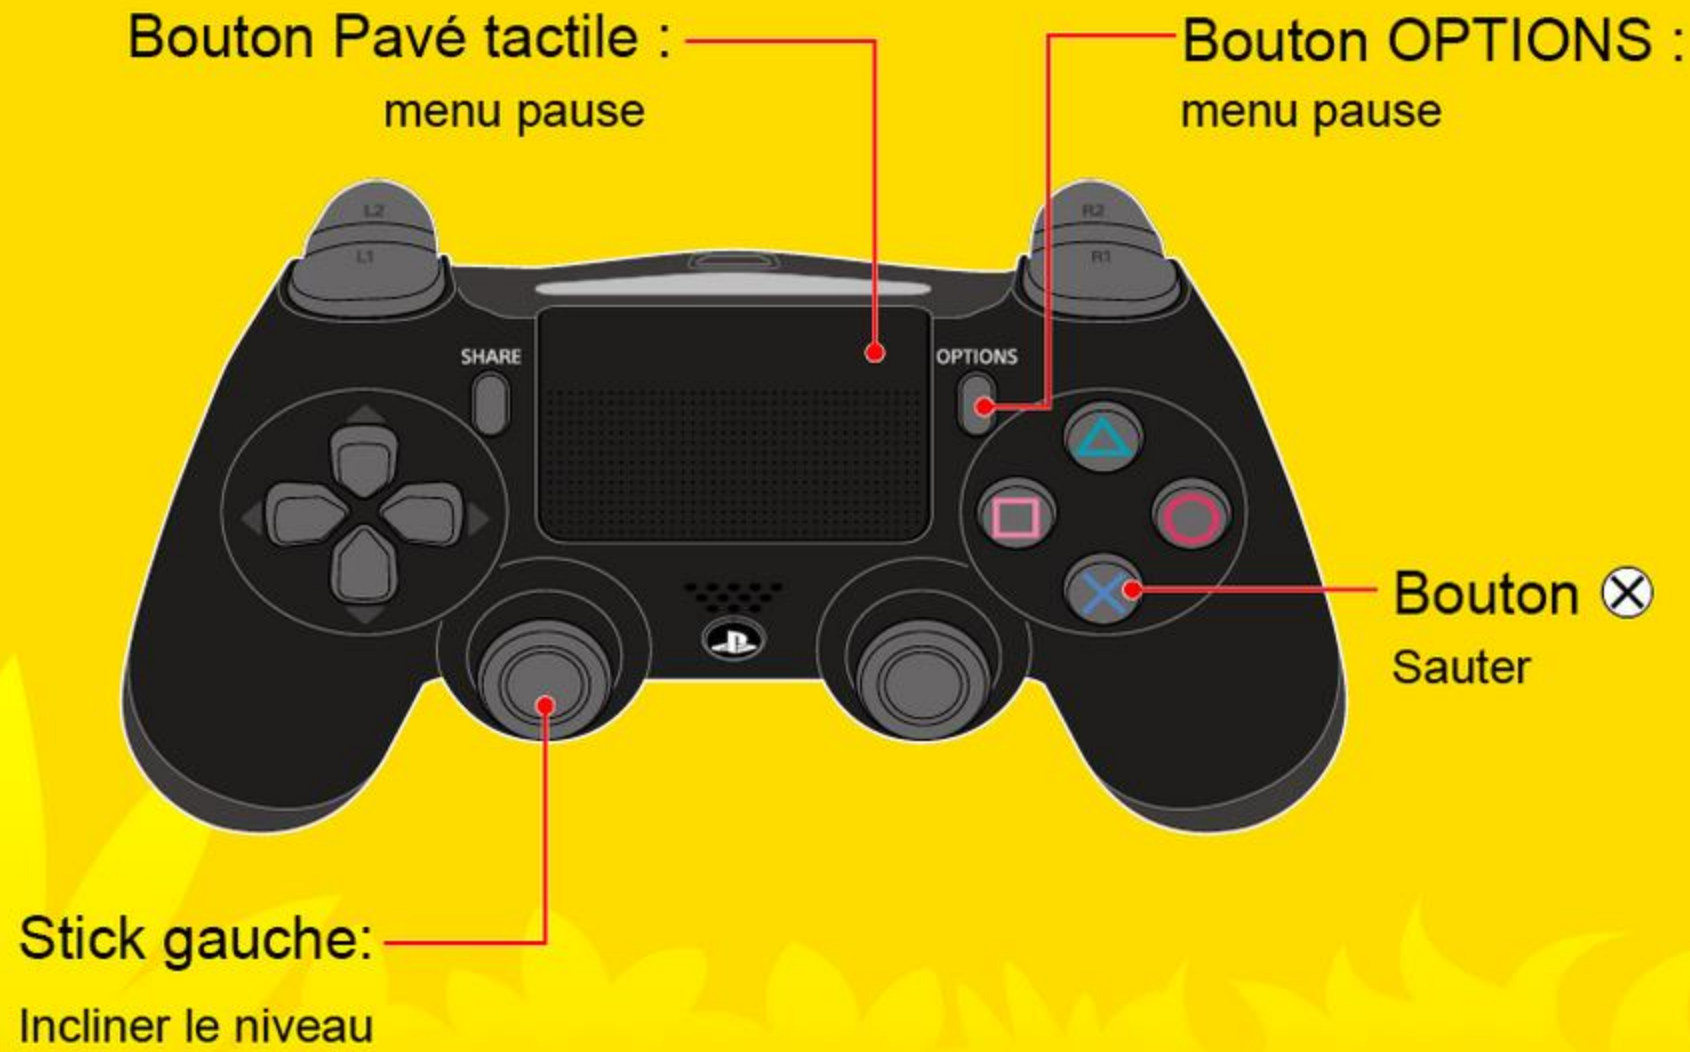 Bouton Pavé tactile :
menu pause
Bouton OPTIONS :
menu pause
L2
L1
R2
R1
SHARE
OPTIONS
Bouton ⊗
Sauter
Stick gauche:
Incliner le niveau